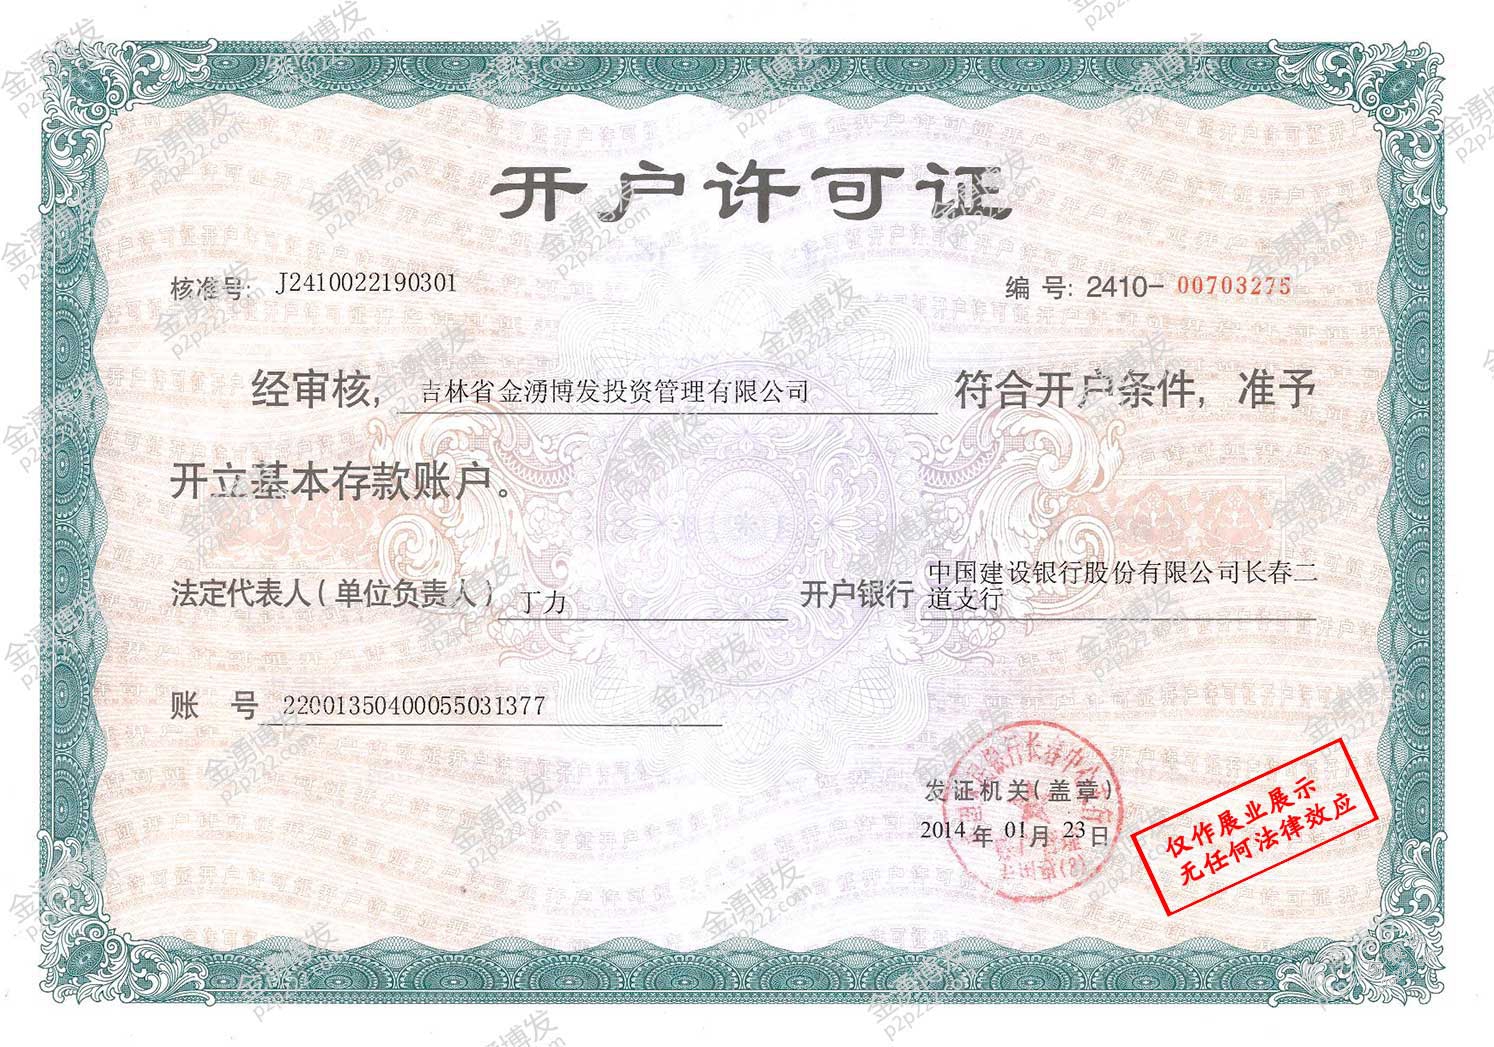 开户许可证
核准号: J2410022190301
编 号: 2410- 00703275
经审核, 吉林省金湧博发投资管理有限公司 符合开户条件, 准予
开立基本存款账户。
法定代表人(单位负责人) 丁力
开户银行 中国建设银行股份有限公司长春二
道支行
账 号 22001350400055031377
发证机关(盖章)
2014 年 01 月 23 日
仅作展业展示
无任何法律效应
金湧博发
p2p222.com